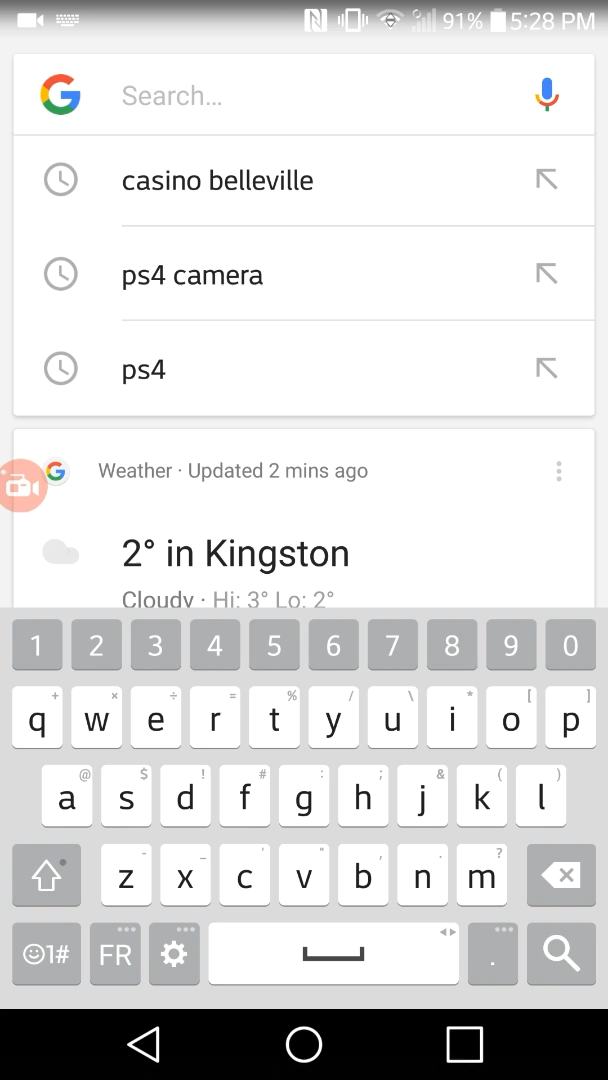 91% 5:28 PM
Search...
casino belleville
ps4 camera
ps4
Weather · Updated 2 mins ago
2° in Kingston
Cloudy · Hi: 3° Lo: 2°
1 2 3 4 5 6 7 8 9 0
+ × ÷ = % / \ * [ ]
q w e r t y u i o p
@ $ ! # : ; & ( )
a s d f g h j k l
- _ ' " , . ?
z x c v b n m
1# FR .